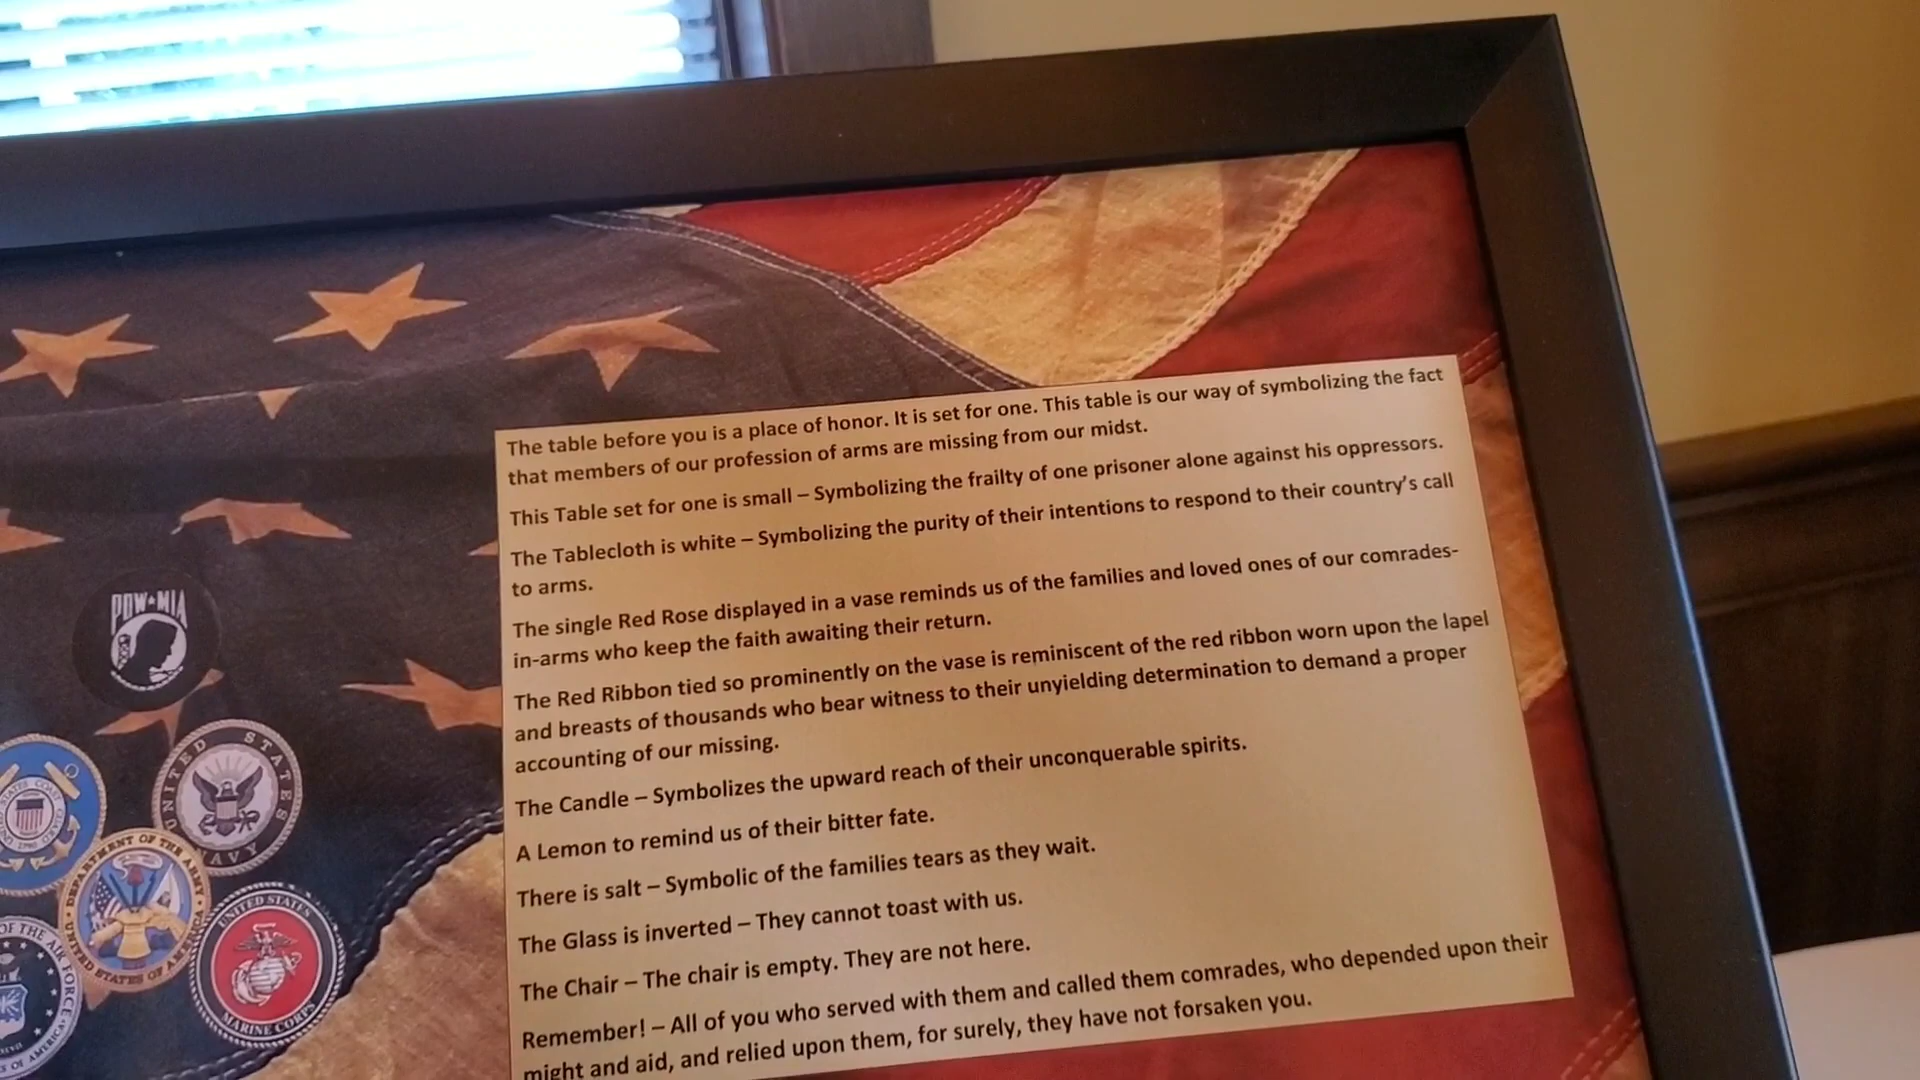 The table before you is a place of honor. It is set for one. This table is our way of symbolizing the fact
that members of our profession of arms are missing from our midst.
This Table set for one is small – Symbolizing the frailty of one prisoner alone against his oppressors.
The Tablecloth is white – Symbolizing the purity of their intentions to respond to their country's call
to arms.
The single Red Rose displayed in a vase reminds us of the families and loved ones of our comrades-
in-arms who keep the faith awaiting their return.
The Red Ribbon tied so prominently on the vase is reminiscent of the red ribbon worn upon the lapel
and breasts of thousands who bear witness to their unyielding determination to demand a proper
accounting of our missing.
The Candle – Symbolizes the upward reach of their unconquerable spirits.
A Lemon to remind us of their bitter fate.
There is salt – Symbolic of the families tears as they wait.
The Glass is inverted – They cannot toast with us.
The Chair – The chair is empty. They are not here.
Remember! – All of you who served with them and called them comrades, who depended upon their
might and aid, and relied upon them, for surely, they have not forsaken you.
POW★MIA
UNITED STATES
NAVY
UNITED STATES COAST GUARD
1790
DEPARTMENT OF THE ARMY
UNITED STATES OF AMERICA
UNITED STATES
MARINE CORPS
OF THE AIR FORCE
S OF AMERICA